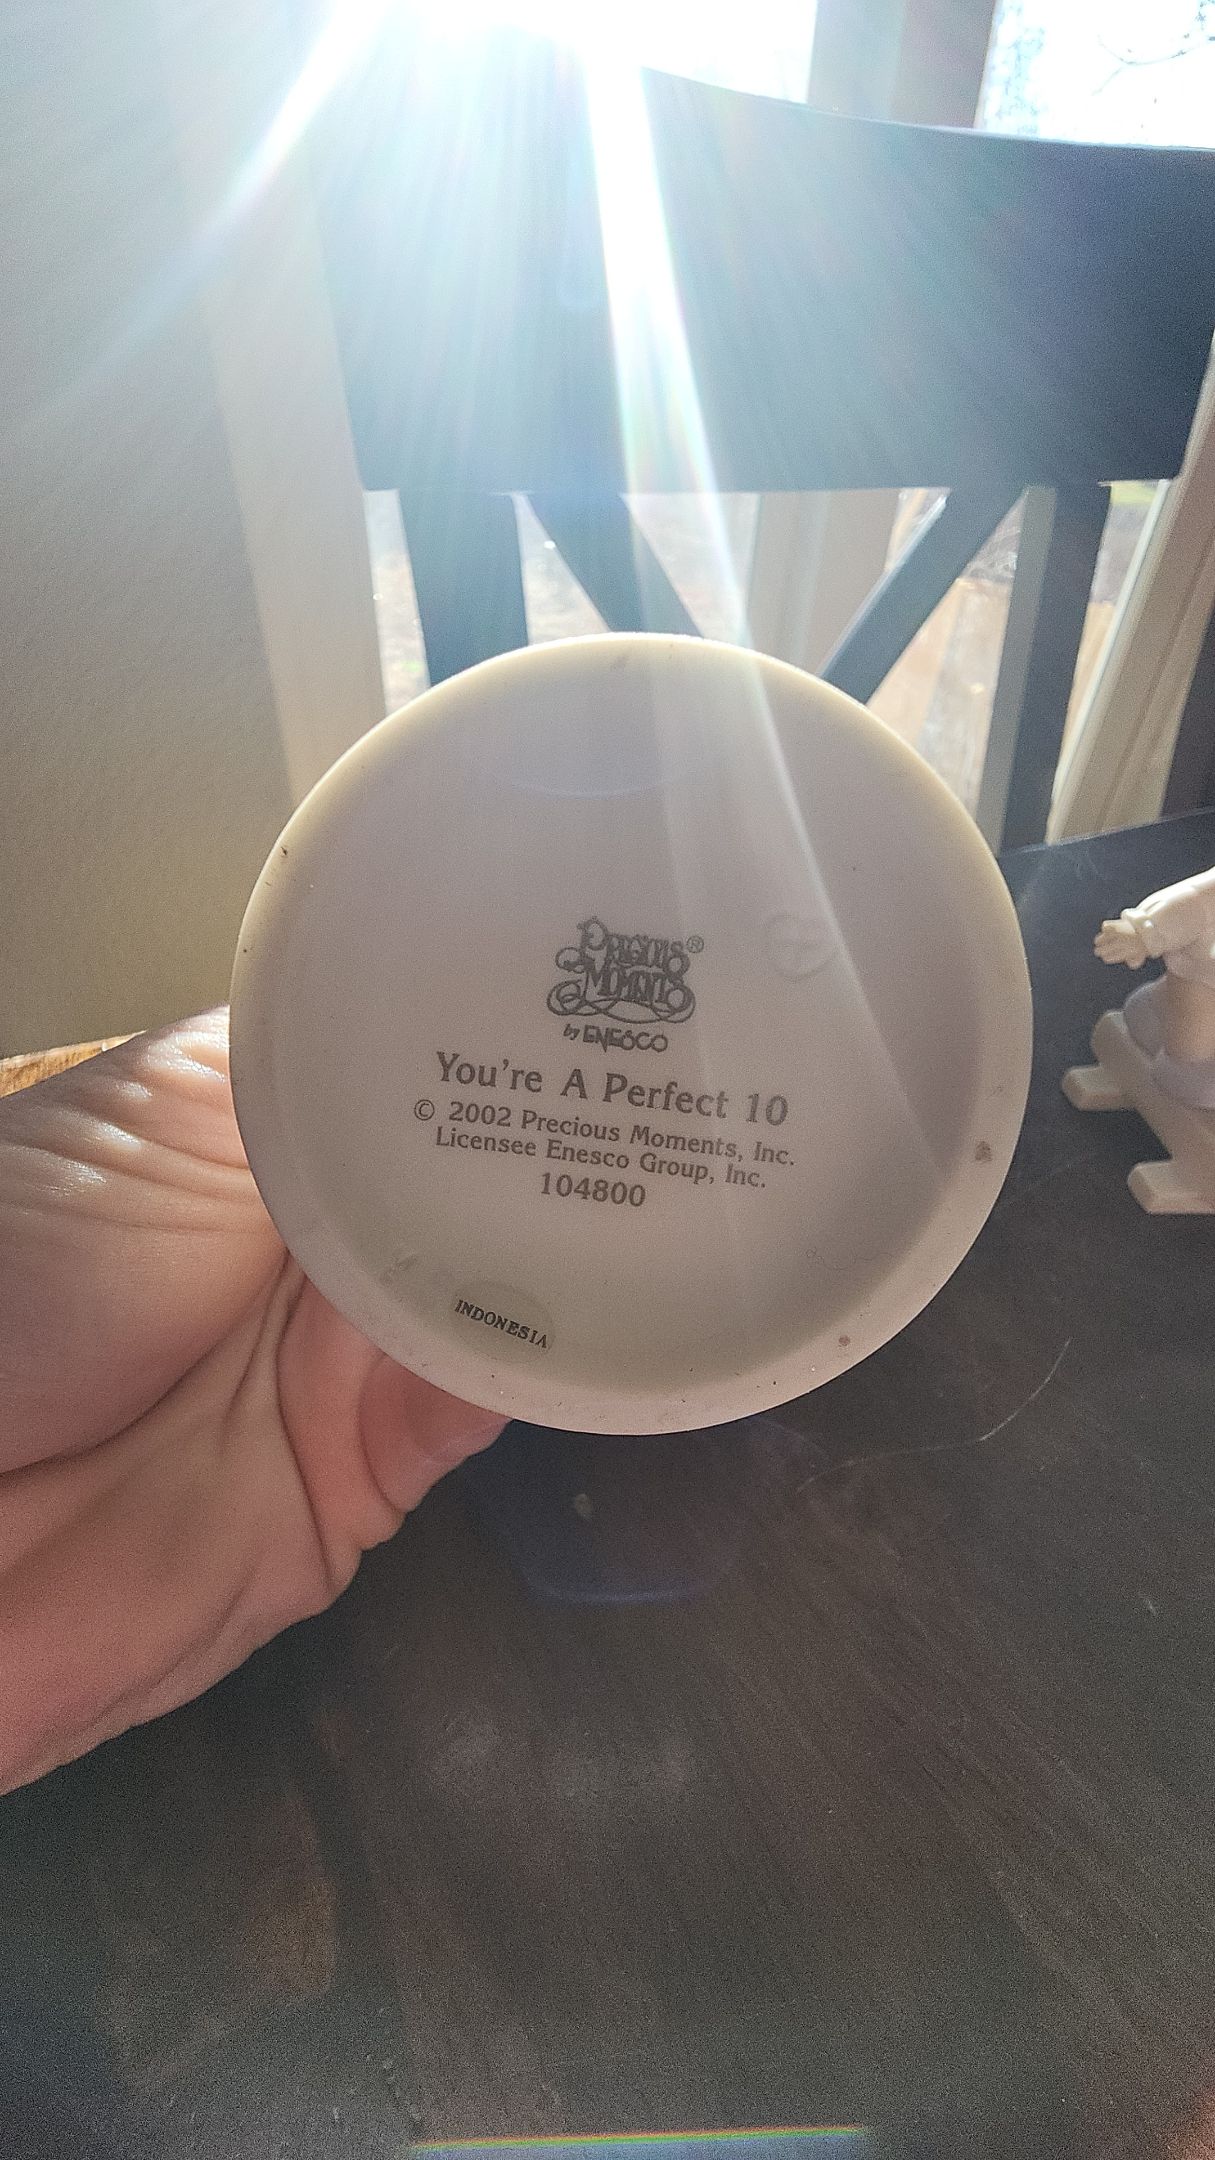 PRECIOUS ®
MOMENTS
by ENESCO
You're A Perfect 10
© 2002 Precious Moments, Inc.
Licensee Enesco Group, Inc.
104800
INDONESIA